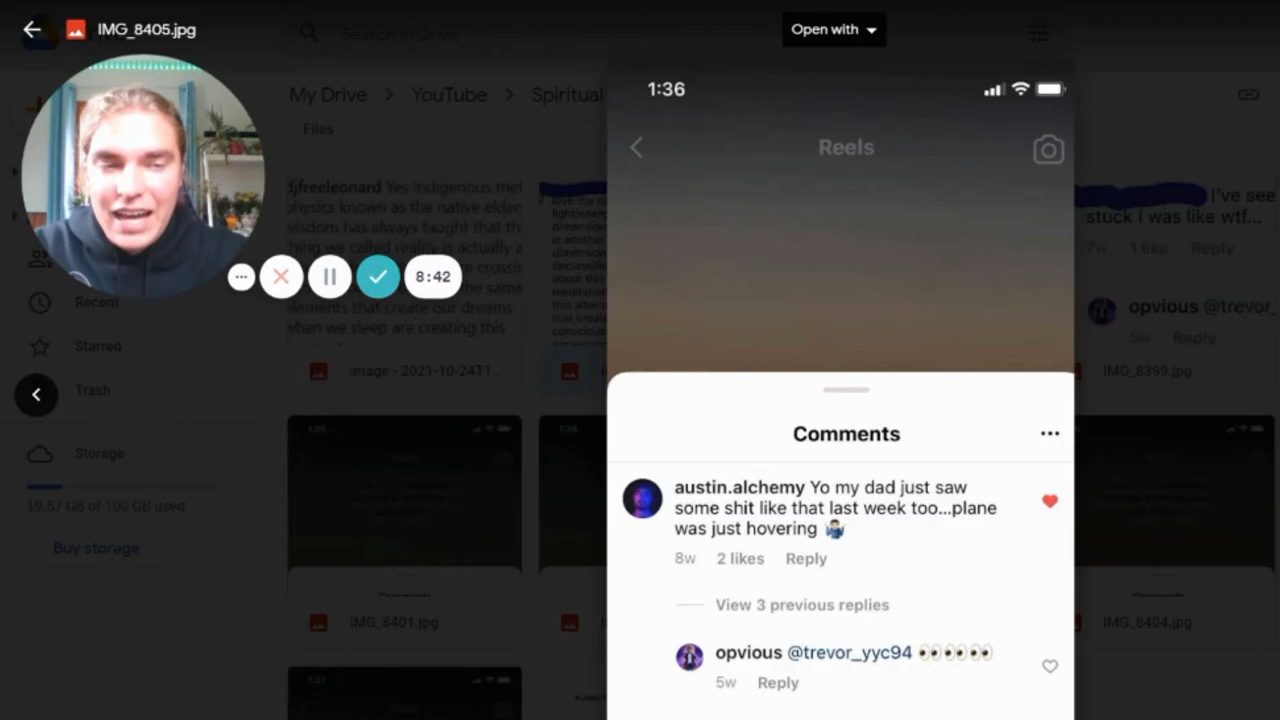 IMG_8405.jpg
Search in Drive
Open with
My Drive > YouTube > Spiritual
Files
djfreeleonard Yes indigenous met
physics known as the native elder
wisdom has always taught that th
hing we called reality is actually a
the same
elements that create our dreams
when we sleep are creating this
image - 2021-10-24T1...
8:42
Recent
Starred
Trash
Storage
19.57 GB of 100 GB used
Buy storage
IMG_8401.jpg
1:36
Reels
Comments
austin.alchemy Yo my dad just saw
some shit like that last week too...plane
was just hovering 🤷🏻‍♂️
8w 2 likes Reply
View 3 previous replies
opvious @trevor_yyc94 👀👀👀👀👀
5w Reply
I've see
stuck I was like wtf...
7w 1 like Reply
opvious @trevor_
5w Reply
IMG_8399.jpg
IMG_8404.jpg